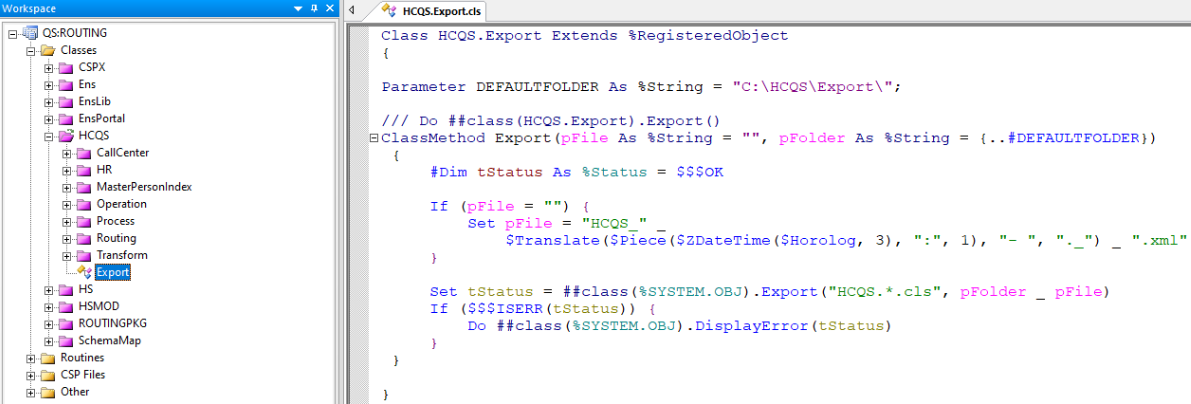 Workspace
QS:ROUTING
Classes
CSPX
Ens
EnsLib
EnsPortal
HCQS
CallCenter
HR
MasterPersonIndex
Operation
Process
Routing
Transform
Export
HS
HSMOD
ROUTINGPKG
SchemaMap
Routines
CSP Files
Other
HCQS.Export.cls
Class HCQS.Export Extends %RegisteredObject
{
Parameter DEFAULTFOLDER As %String = "C:\HCQS\Export\";
/// Do ##class(HCQS.Export).Export()
ClassMethod Export(pFile As %String = "", pFolder As %String = {..#DEFAULTFOLDER})
{
#Dim tStatus As %Status = $$$OK
If (pFile = "") {
Set pFile = "HCQS_" _
$Translate($Piece($ZDateTime($Horolog, 3), ":", 1), "- ", "._") _ ".xml"
}
Set tStatus = ##class(%SYSTEM.OBJ).Export("HCQS.*.cls", pFolder _ pFile)
If ($$$ISERR(tStatus)) {
Do ##class(%SYSTEM.OBJ).DisplayError(tStatus)
}
}
}